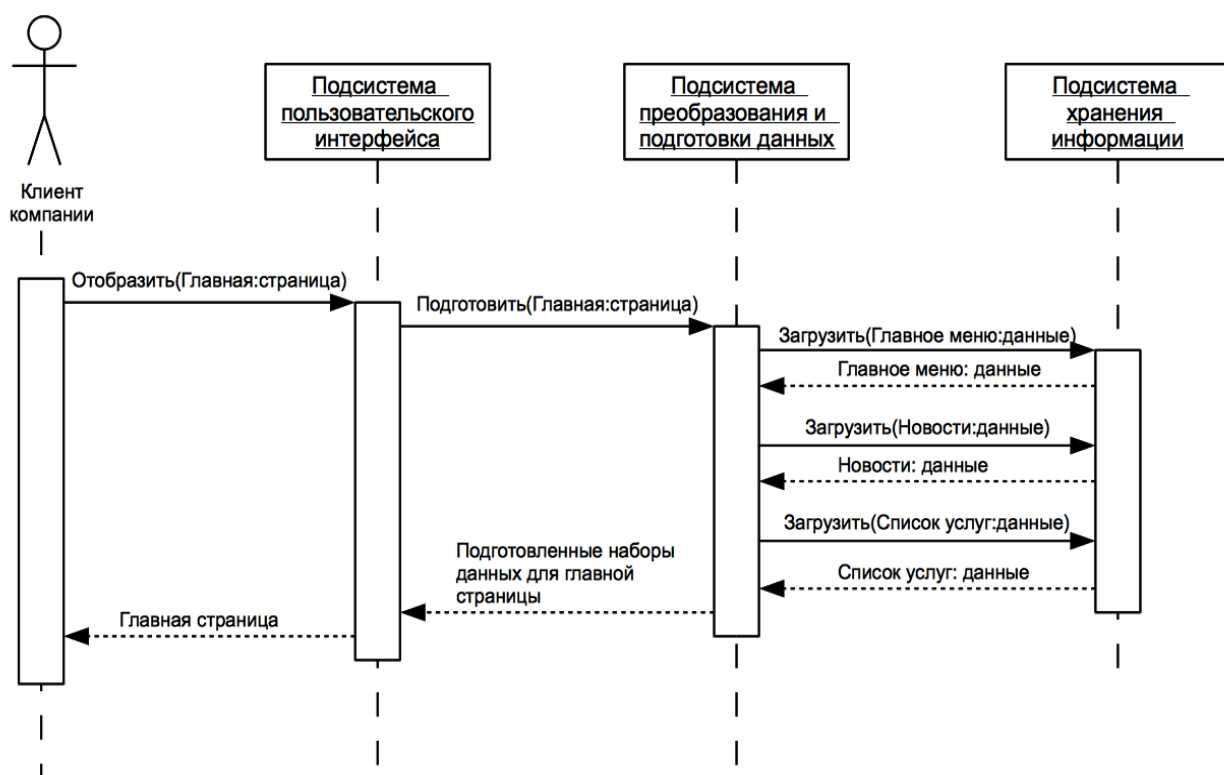 Подсистема
пользовательского
интерфейса
Подсистема
преобразования и
подготовки данных
Подсистема
хранения
информации
Клиент
компании
Отобразить(Главная:страница)
Подготовить(Главная:страница)
Загрузить(Главное меню:данные)
Главное меню: данные
Загрузить(Новости:данные)
Новости: данные
Загрузить(Список услуг:данные)
Список услуг: данные
Подготовленные наборы
данных для главной
страницы
Главная страница